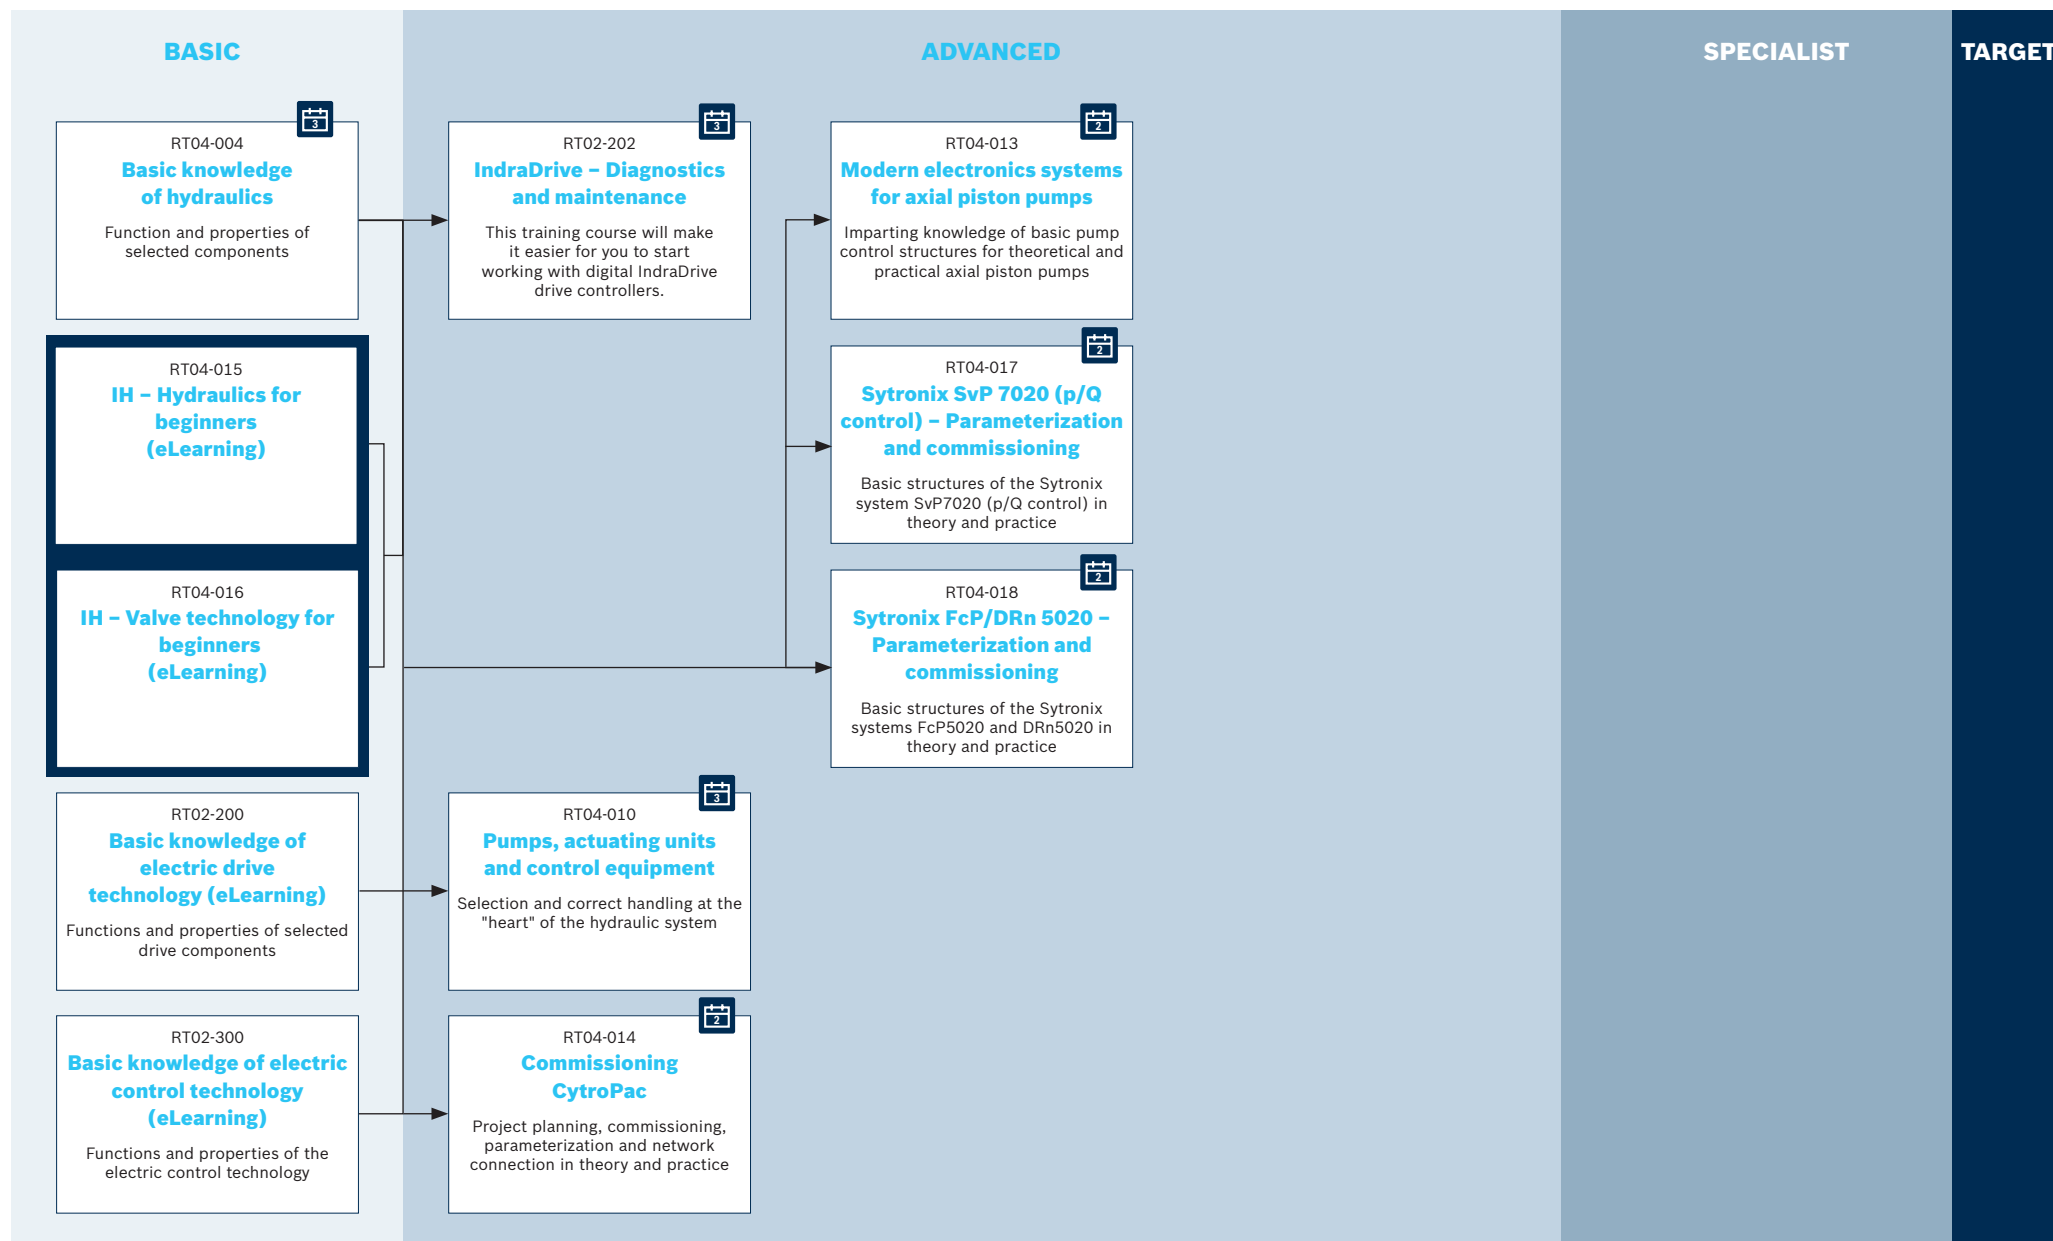 BASIC
ADVANCED
SPECIALIST
TARGET
3
RT04-004
Basic knowledge
of hydraulics
Function and properties of
selected components
3
RT02-202
IndraDrive – Diagnostics
and maintenance
This training course will make
it easier for you to start
working with digital IndraDrive
drive controllers.
2
RT04-013
Modern electronics systems
for axial piston pumps
Imparting knowledge of basic pump
control structures for theoretical and
practical axial piston pumps
RT04-015
IH – Hydraulics for
beginners
(eLearning)
2
RT04-017
Sytronix SvP 7020 (p/Q
control) – Parameterization
and commissioning
Basic structures of the Sytronix
system SvP7020 (p/Q control) in
theory and practice
RT04-016
IH – Valve technology for
beginners
(eLearning)
2
RT04-018
Sytronix FcP/DRn 5020 –
Parameterization and
commissioning
Basic structures of the Sytronix
systems FcP5020 and DRn5020 in
theory and practice
RT02-200
Basic knowledge of
electric drive
technology (eLearning)
Functions and properties of selected
drive components
3
RT04-010
Pumps, actuating units
and control equipment
Selection and correct handling at the
"heart" of the hydraulic system
RT02-300
Basic knowledge of electric
control technology
(eLearning)
Functions and properties of the
electric control technology
2
RT04-014
Commissioning
CytroPac
Project planning, commissioning,
parameterization and network
connection in theory and practice